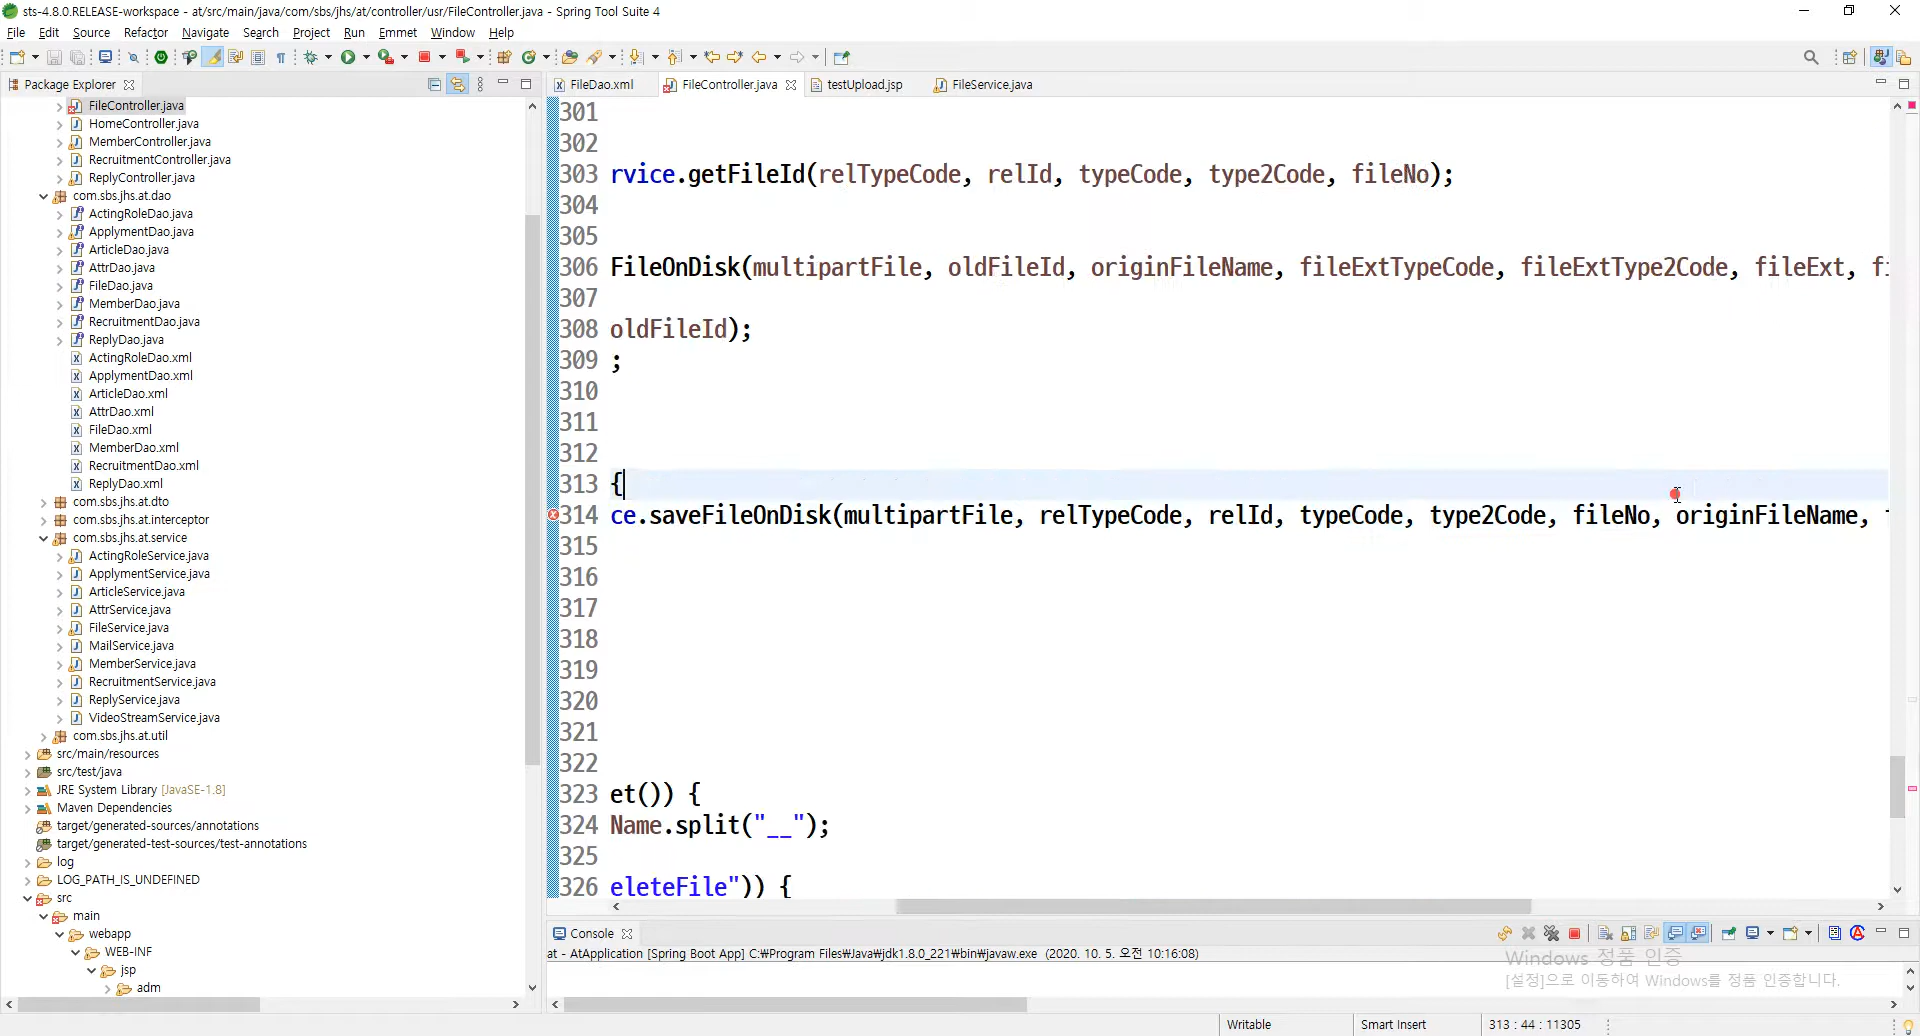 sts-4.8.0.RELEASE-workspace - at/src/main/java/com/sbs/jhs/at/controller/usr/FileController.java - Spring Tool Suite 4
File Edit Source Refactor Navigate Search Project Run Emmet Window Help
Package Explorer
FileController.java
HomeController.java
MemberController.java
RecruitmentController.java
ReplyController.java
com.sbs.jhs.at.dao
ActingRoleDao.java
ApplymentDao.java
ArticleDao.java
AttrDao.java
FileDao.java
MemberDao.java
RecruitmentDao.java
ReplyDao.java
ActingRoleDao.xml
ApplymentDao.xml
ArticleDao.xml
AttrDao.xml
FileDao.xml
MemberDao.xml
RecruitmentDao.xml
ReplyDao.xml
com.sbs.jhs.at.dto
com.sbs.jhs.at.interceptor
com.sbs.jhs.at.service
ActingRoleService.java
ApplymentService.java
ArticleService.java
AttrService.java
FileService.java
MailService.java
MemberService.java
RecruitmentService.java
ReplyService.java
VideoStreamService.java
com.sbs.jhs.at.util
src/main/resources
src/test/java
JRE System Library [JavaSE-1.8]
Maven Dependencies
target/generated-sources/annotations
target/generated-test-sources/test-annotations
log
LOG_PATH_IS_UNDEFINED
src
main
webapp
WEB-INF
jsp
adm
FileDao.xml FileController.java testUpload.jsp FileService.java
301
302
303 rvice.getFileId(relTypeCode, relId, typeCode, type2Code, fileNo);
304
305
306 FileOnDisk(multipartFile, oldFileId, originFileName, fileExtTypeCode, fileExtType2Code, fileExt, fi
307
308 oldFileId);
309 ;
310
311
312
313 {
314 ce.saveFileOnDisk(multipartFile, relTypeCode, relId, typeCode, type2Code, fileNo, originFileName,
315
316
317
318
319
320
321
322
323 et()) {
324 Name.split("__");
325
326 eleteFile")) {
Console
at - AtApplication [Spring Boot App] C:₩Program Files₩Java₩jdk1.8.0_221₩bin₩javaw.exe (2020. 10. 5. 오전 10:16:08)
Windows 정품 인증
[설정]으로 이동하여 Windows를 정품 인증합니다.
Writable Smart Insert 313 : 44 : 11305